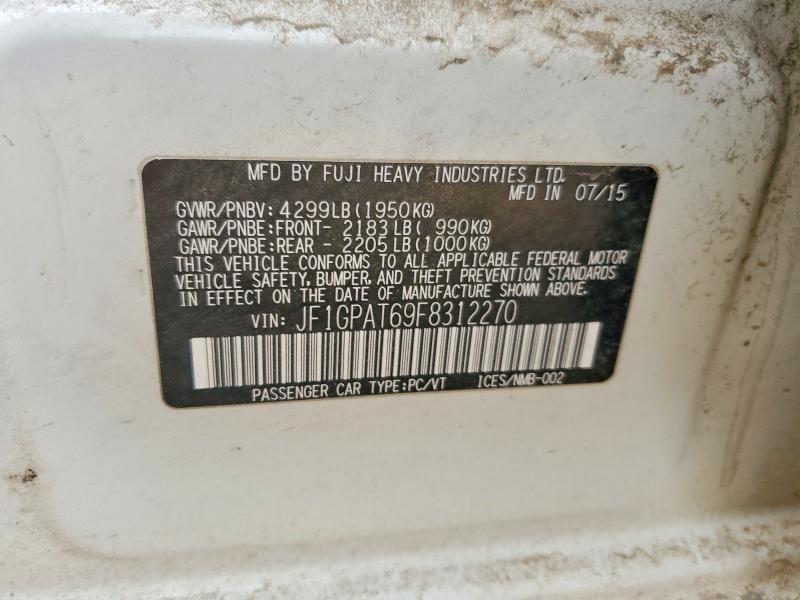 MFD BY FUJI HEAVY INDUSTRIES LTD.
MFD IN 07/15
GVWR/PNBV: 4299LB (1950KG)
GAWR/PNBE: FRONT- 2183LB ( 990KG)
GAWR/PNBE: REAR - 2205LB (1000KG)
THIS VEHICLE CONFORMS TO ALL APPLICABLE FEDERAL MOTOR
VEHICLE SAFETY, BUMPER, AND THEFT PREVENTION STANDARDS
IN EFFECT ON THE DATE OF MANUFACTURE SHOWN ABOVE.
VIN: JF1GPAT69F8312270
PASSENGER CAR TYPE:PC/VT ICES/NMB-002